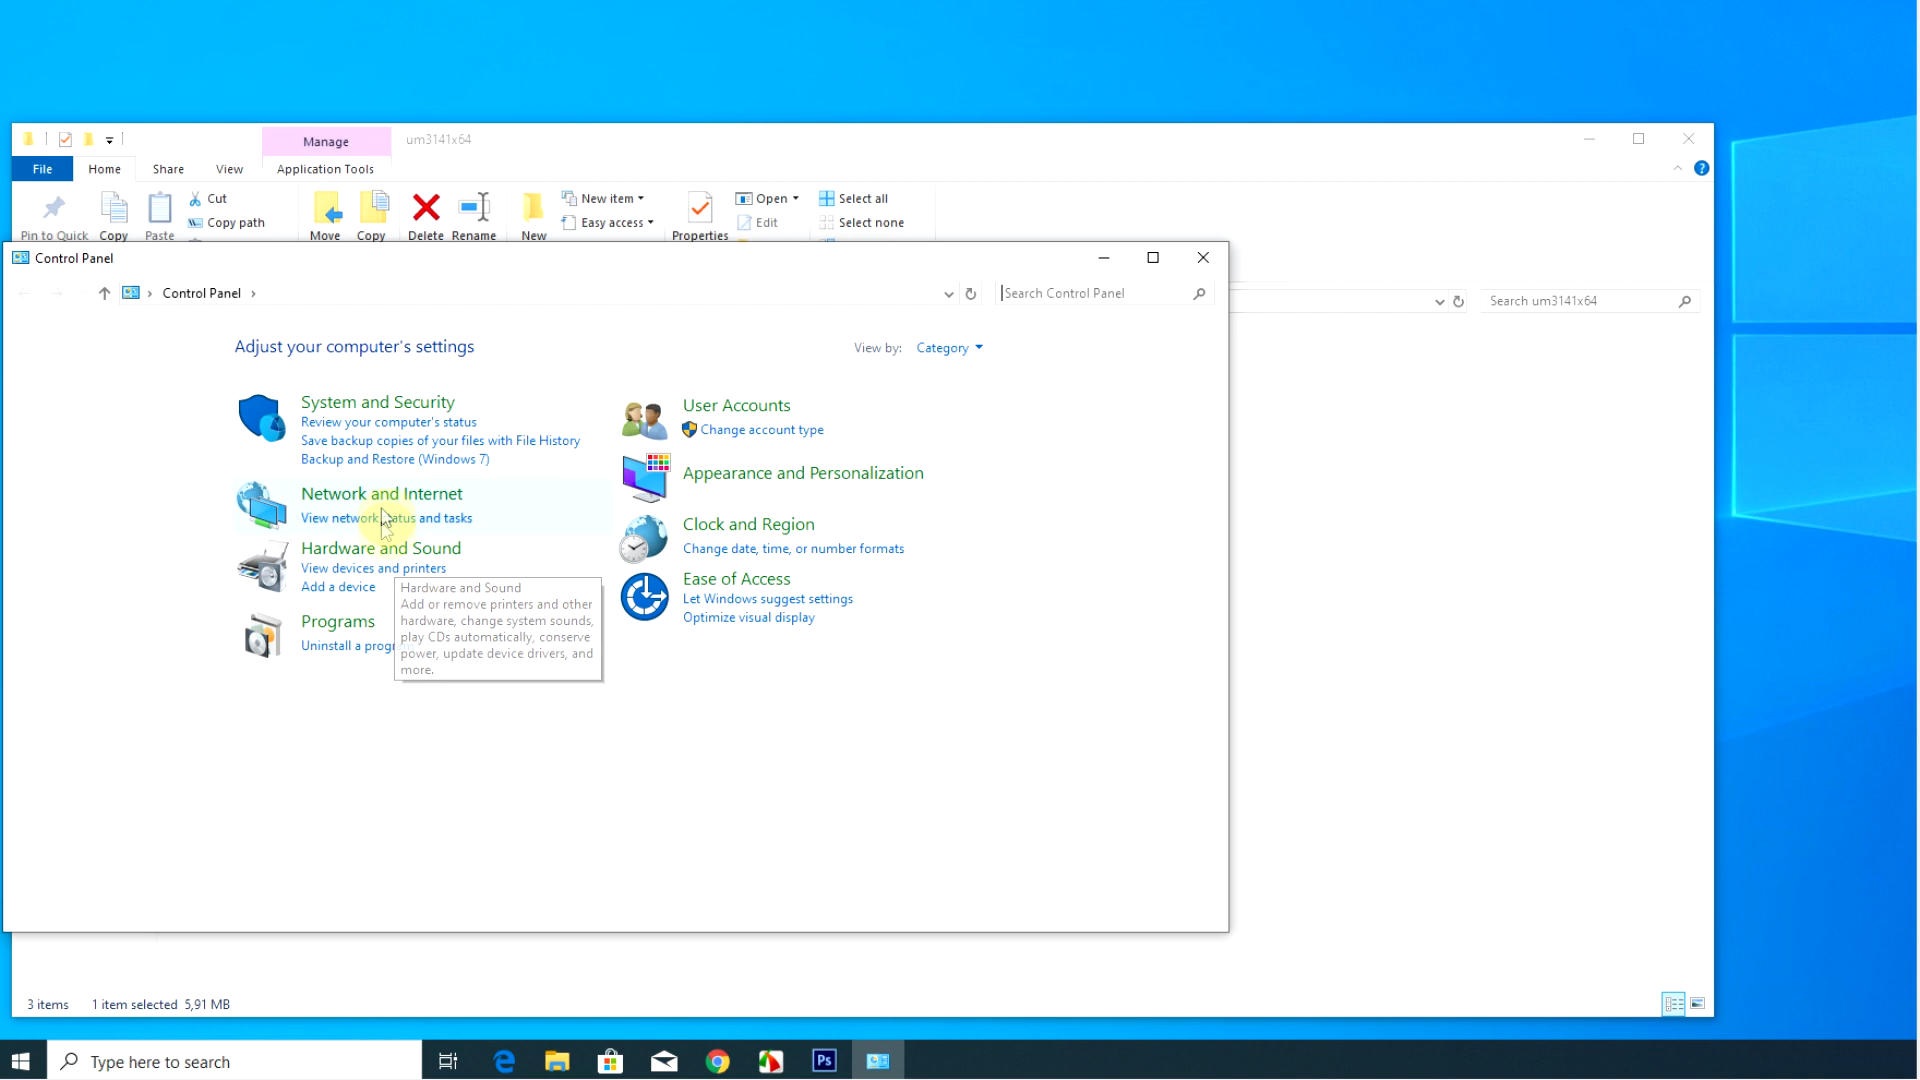 Manage
um3141x64
File
Home
Share
View
Application Tools
Pin to Quick
Copy
Paste
Cut
Copy path
Move
Copy
Delete
Rename
New
New item
Easy access
Properties
Open
Edit
Select all
Select none
Control Panel
Control Panel
Search Control Panel
Search um3141x64
Adjust your computer's settings
View by:
Category
System and Security
Review your computer's status
Save backup copies of your files with File History
Backup and Restore (Windows 7)
Network and Internet
View network status and tasks
Hardware and Sound
View devices and printers
Add a device
Programs
Uninstall a progr
Hardware and Sound
Add or remove printers and other
hardware, change system sounds,
play CDs automatically, conserve
power, update device drivers, and
more.
User Accounts
Change account type
Appearance and Personalization
Clock and Region
Change date, time, or number formats
Ease of Access
Let Windows suggest settings
Optimize visual display
3 items
1 item selected 5,91 MB
Type here to search
Ps